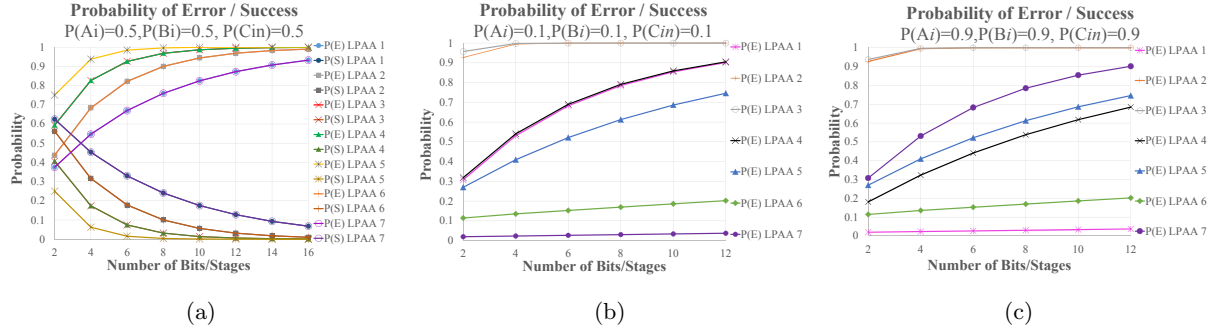 Probability of Error / Success
P(Ai)=0.5,P(Bi)=0.5, P(Cin)=0.5
1
0.9
0.8
0.7
0.6
0.5
0.4
0.3
0.2
0.1
0
Probability
2 4 6 8 10 12 14 16
Number of Bits/Stages
P(E) LPAA 1
P(S) LPAA 1
P(E) LPAA 2
P(S) LPAA 2
P(E) LPAA 3
P(S) LPAA 3
P(E) LPAA 4
P(S) LPAA 4
P(E) LPAA 5
P(S) LPAA 5
P(E) LPAA 6
P(S) LPAA 6
P(E) LPAA 7
P(S) LPAA 7
(a)
Probability of Error / Success
P(Ai)=0.1,P(Bi)=0.1, P(Cin)=0.1
1
0.9
0.8
0.7
0.6
0.5
0.4
0.3
0.2
0.1
0
Probability
2 4 6 8 10 12
Number of Bits/Stages
P(E) LPAA 1
P(E) LPAA 2
P(E) LPAA 3
P(E) LPAA 4
P(E) LPAA 5
P(E) LPAA 6
P(E) LPAA 7
(b)
Probability of Error / Success
P(Ai)=0.9,P(Bi)=0.9, P(Cin)=0.9
1
0.9
0.8
0.7
0.6
0.5
0.4
0.3
0.2
0.1
0
Probability
2 4 6 8 10 12
Number of Bits/Stages
P(E) LPAA 1
P(E) LPAA 2
P(E) LPAA 3
P(E) LPAA 4
P(E) LPAA 5
P(E) LPAA 6
P(E) LPAA 7
(c)